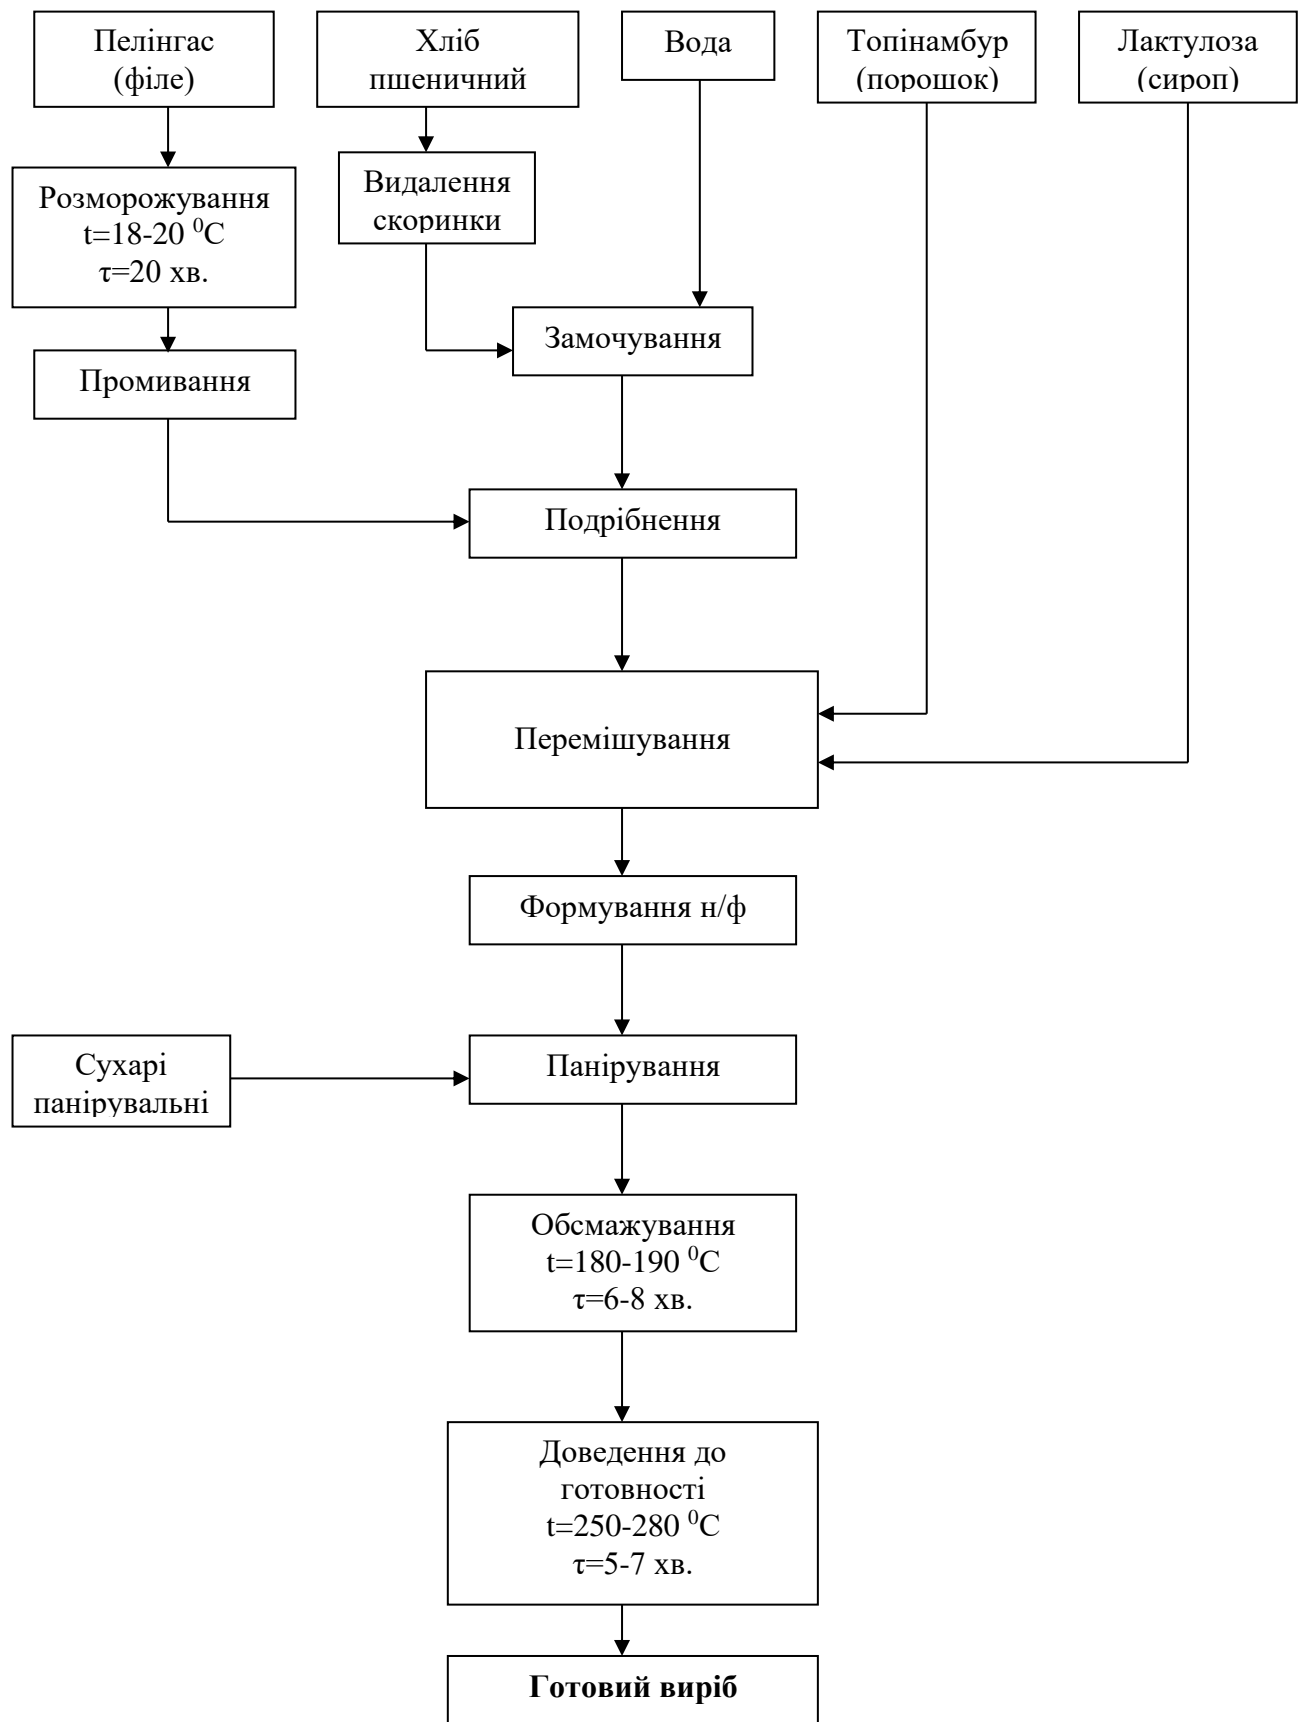 Пелінгас
(філе)
Хліб
пшеничний
Вода
Топінамбур
(порошок)
Лактулоза
(сироп)
Розморожування
t=18-20 ⁰С
τ=20 хв.
Видалення
скоринки
Замочування
Промивання
Подрібнення
Перемішування
Формування н/ф
Сухарі
панірувальні
Панірування
Обсмажування
t=180-190 ⁰С
τ=6-8 хв.
Доведення до
готовності
t=250-280 ⁰С
τ=5-7 хв.
Готовий виріб